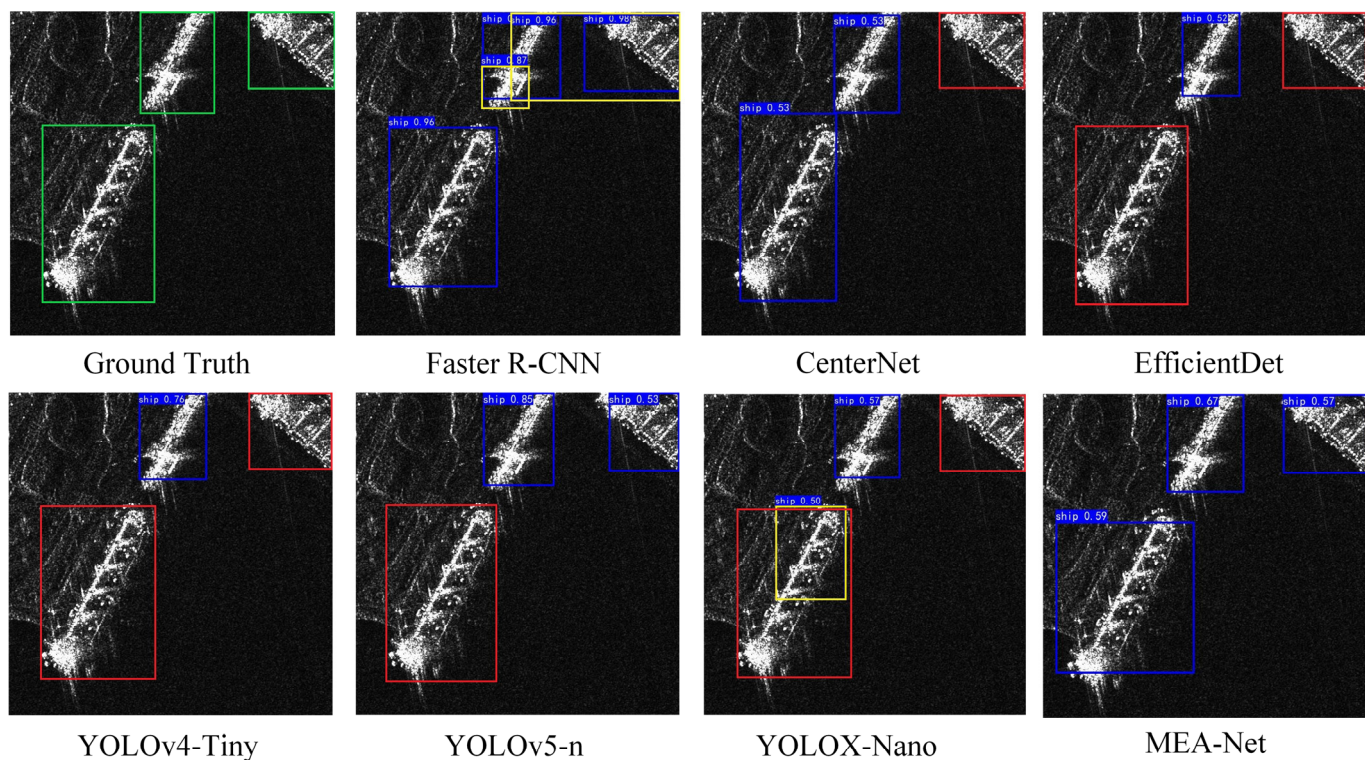 ship 0.96
ship 0.98
ship 0.87
ship 0.96
ship 0.53
ship 0.53
ship 0.52
Ground Truth
Faster R-CNN
CenterNet
EfficientDet
ship 0.76
ship 0.85
ship 0.53
ship 0.57
ship 0.50
ship 0.67
ship 0.57
ship 0.59
YOLOv4-Tiny
YOLOv5-n
YOLOX-Nano
MEA-Net